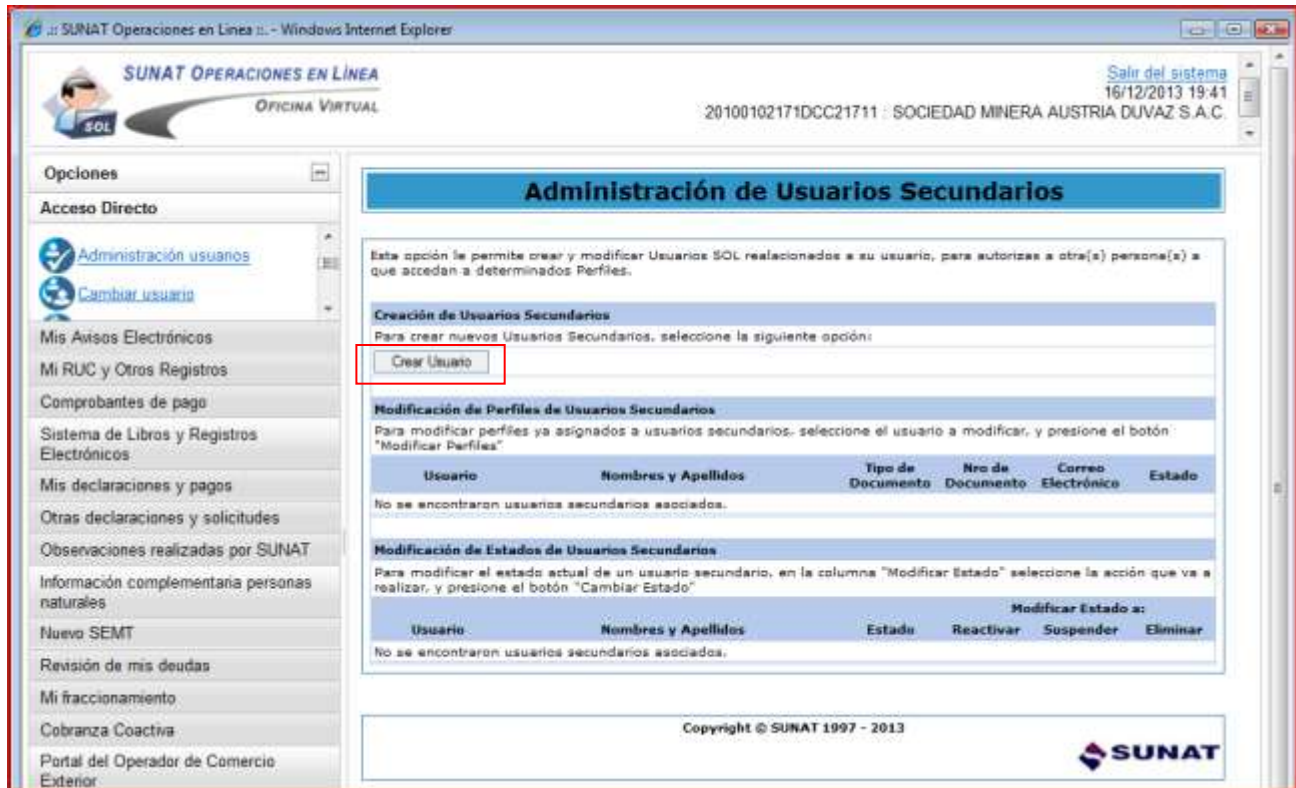 .:: SUNAT Operaciones en Linea ::. - Windows Internet Explorer
SUNAT OPERACIONES EN LÍNEA
OFICINA VIRTUAL
SOL
Salir del sistema
16/12/2013 19:41
20100102171DCC21711 : SOCIEDAD MINERA AUSTRIA DUVAZ S.A.C.
Opciones
Acceso Directo
Administración usuarios
Cambiar usuario
Mis Avisos Electrónicos
Mi RUC y Otros Registros
Comprobantes de pago
Sistema de Libros y Registros
Electrónicos
Mis declaraciones y pagos
Otras declaraciones y solicitudes
Observaciones realizadas por SUNAT
Información complementaria personas
naturales
Nuevo SEMT
Revisión de mis deudas
Mi fraccionamiento
Cobranza Coactiva
Portal del Operador de Comercio
Exterior
Administración de Usuarios Secundarios
Esta opción le permite crear y modificar Usuarios SOL realacionados a su usuario, para autorizas a otra(s) persona(s) a
que accedan a determinados Perfiles.
Creación de Usuarios Secundarios
Para crear nuevos Usuarios Secundarios, seleccione la siguiente opción:
Crear Usuario
Modificación de Perfiles de Usuarios Secundarios
Para modificar perfiles ya asignados a usuarios secundarios, seleccione el usuario a modificar, y presione el botón
"Modificar Perfiles"
Usuario Nombres y Apellidos Tipo de Documento Nro de Documento Correo Electrónico Estado
No se encontraron usuarios secundarios asociados.
Modificación de Estados de Usuarios Secundarios
Para modificar el estado actual de un usuario secundario, en la columna "Modificar Estado" seleccione la acción que va a
realizar, y presione el botón "Cambiar Estado"
Modificar Estado a:
Usuario Nombres y Apellidos Estado Reactivar Suspender Eliminar
No se encontraron usuarios secundarios asociados.
Copyright © SUNAT 1997 - 2013
SUNAT